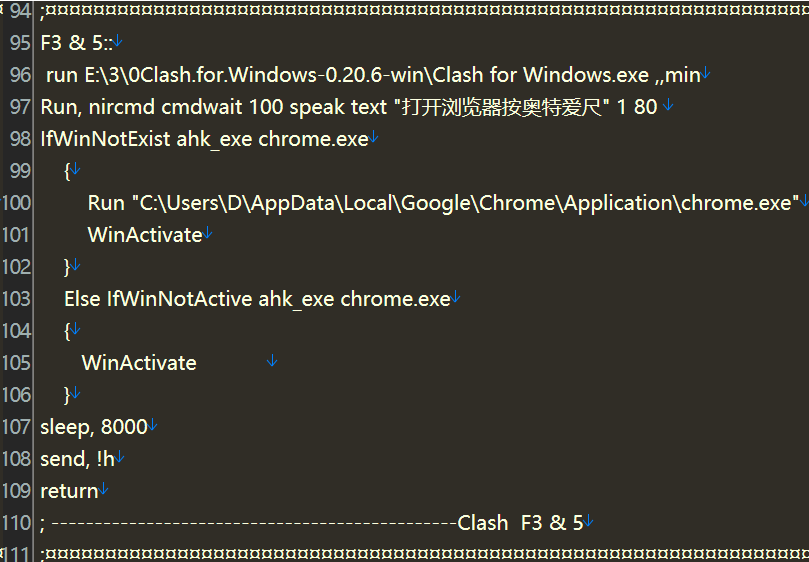 94 ;¤¤¤¤¤¤¤¤¤¤¤¤¤¤¤¤¤¤¤¤¤¤¤¤¤¤¤¤¤¤¤¤¤¤¤¤¤¤¤¤¤¤¤¤¤¤¤¤¤¤¤¤¤¤¤¤¤¤¤¤¤¤¤¤
95 F3 & 5::↓
96 run E:\3\0Clash.for.Windows-0.20.6-win\Clash for Windows.exe ,,min↓
97 Run, nircmd cmdwait 100 speak text "打开浏览器按奥特爱尺" 1 80 ↓
98 IfWinNotExist ahk_exe chrome.exe↓
99 {↓
100 Run "C:\Users\D\AppData\Local\Google\Chrome\Application\chrome.exe"↓
101 WinActivate↓
102 }↓
103 Else IfWinNotActive ahk_exe chrome.exe↓
104 {↓
105 WinActivate ↓
106 }↓
107 sleep, 8000↓
108 send, !h↓
109 return↓
110 ; -----------------------------------------------Clash  F3 & 5↓
111 ;¤¤¤¤¤¤¤¤¤¤¤¤¤¤¤¤¤¤¤¤¤¤¤¤¤¤¤¤¤¤¤¤¤¤¤¤¤¤¤¤¤¤¤¤¤¤¤¤¤¤¤¤¤¤¤¤¤¤¤¤¤¤¤¤